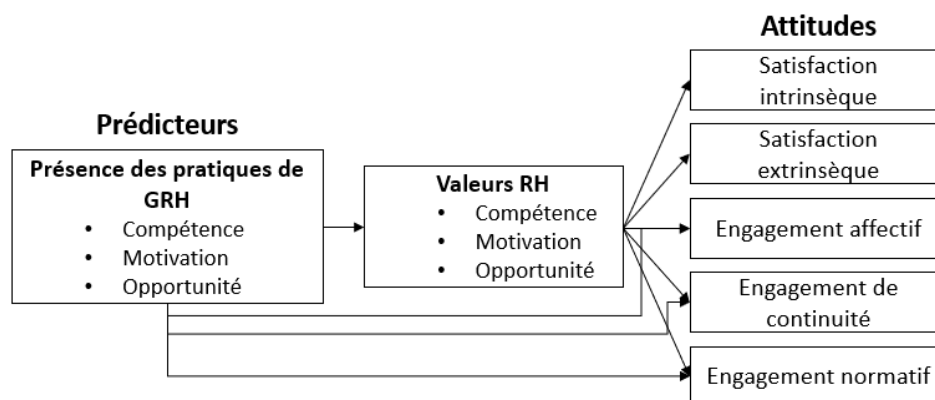 Prédicteurs
Présence des pratiques de
GRH
• Compétence
• Motivation
• Opportunité
Valeurs RH
• Compétence
• Motivation
• Opportunité
Attitudes
Satisfaction
intrinsèque
Satisfaction
extrinsèque
Engagement affectif
Engagement de
continuité
Engagement normatif